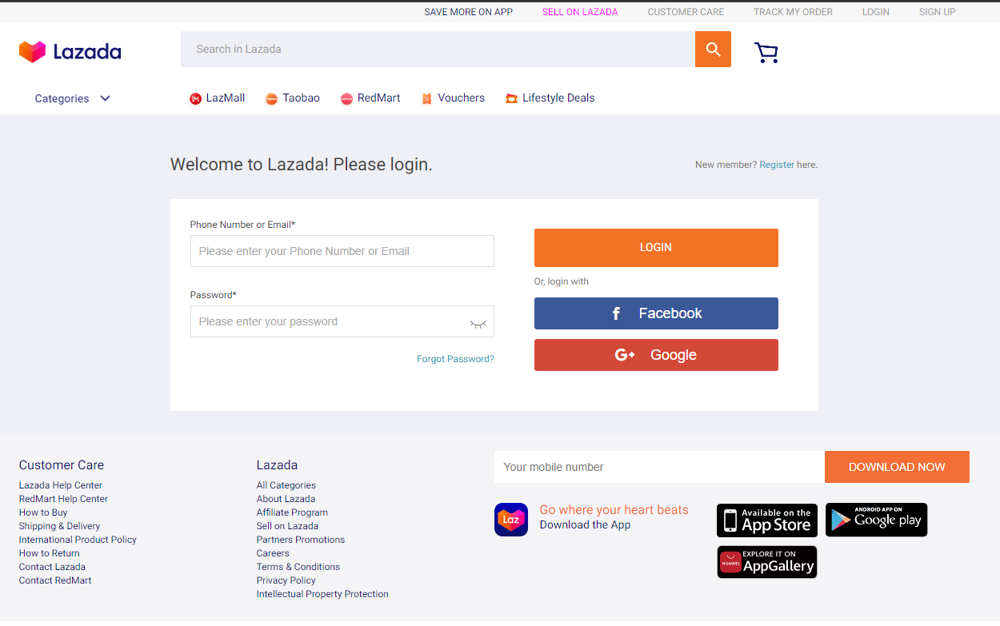 SAVE MORE ON APP
SELL ON LAZADA
CUSTOMER CARE
TRACK MY ORDER
LOGIN
SIGN UP
Lazada
Search in Lazada
Categories
LazMall
Taobao
RedMart
Vouchers
Lifestyle Deals
Welcome to Lazada! Please login.
New member? Register here.
Phone Number or Email*
Please enter your Phone Number or Email
Password*
Please enter your password
Forgot Password?
LOGIN
Or, login with
Facebook
G+ Google
Customer Care
Lazada Help Center
RedMart Help Center
How to Buy
Shipping & Delivery
International Product Policy
How to Return
Contact Lazada
Contact RedMart
Lazada
All Categories
About Lazada
Affiliate Program
Sell on Lazada
Partners Promotions
Careers
Terms & Conditions
Privacy Policy
Intellectual Property Protection
Your mobile number
DOWNLOAD NOW
Laz
Go where your heart beats
Download the App
Available on the
App Store
ANDROID APP ON
Google play
HUAWEI
EXPLORE IT ON
AppGallery